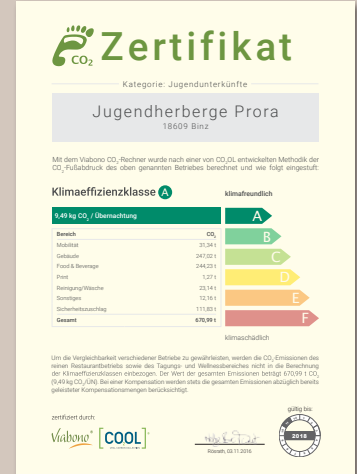 CO₂ Zertifikat
Kategorie: Jugendunterkünfte
Jugendherberge Prora
18609 Binz
Mit dem Viabono CO₂-Rechner wurde nach einer von CO₂OL entwickelten Methodik der
CO₂-Fußabdruck des oben genannten Betriebes berechnet und wie folgt eingestuft:
Klimaeffizienzklasse A
klimafreundlich
9,49 kg CO₂ / Übernachtung
A
Bereich CO₂
B
Mobilität 31,34 t
Gebäude 247,02 t
C
Food & Beverage 244,23 t
Print 1,27 t
D
Reinigung/Wäsche 23,14 t
Sonstiges 12,16 t
E
Sicherheitszuschlag 111,83 t
Gesamt 670,99 t
F
klimaschädlich
Um die Vergleichbarkeit verschiedener Betriebe zu gewährleisten, werden die CO₂ Emissionen des
reinen Restaurantbetriebs sowie des Tagungs- und Wellnessbereiches nicht in die Berechnung
der Klimaeffizienzklassen einbezogen. Der Wert der gesamten Emissionen beträgt 670,99 t CO₂
(9,49 kg CO₂/ÜN). Bei einer Kompensation werden stets die gesamten Emissionen abzüglich bereits
geleisteter Kompensationsmengen berücksichtigt.
zertifiziert durch:
gültig bis:
Viabono
[COOL]
2018
Rösrath, 03.11.2016